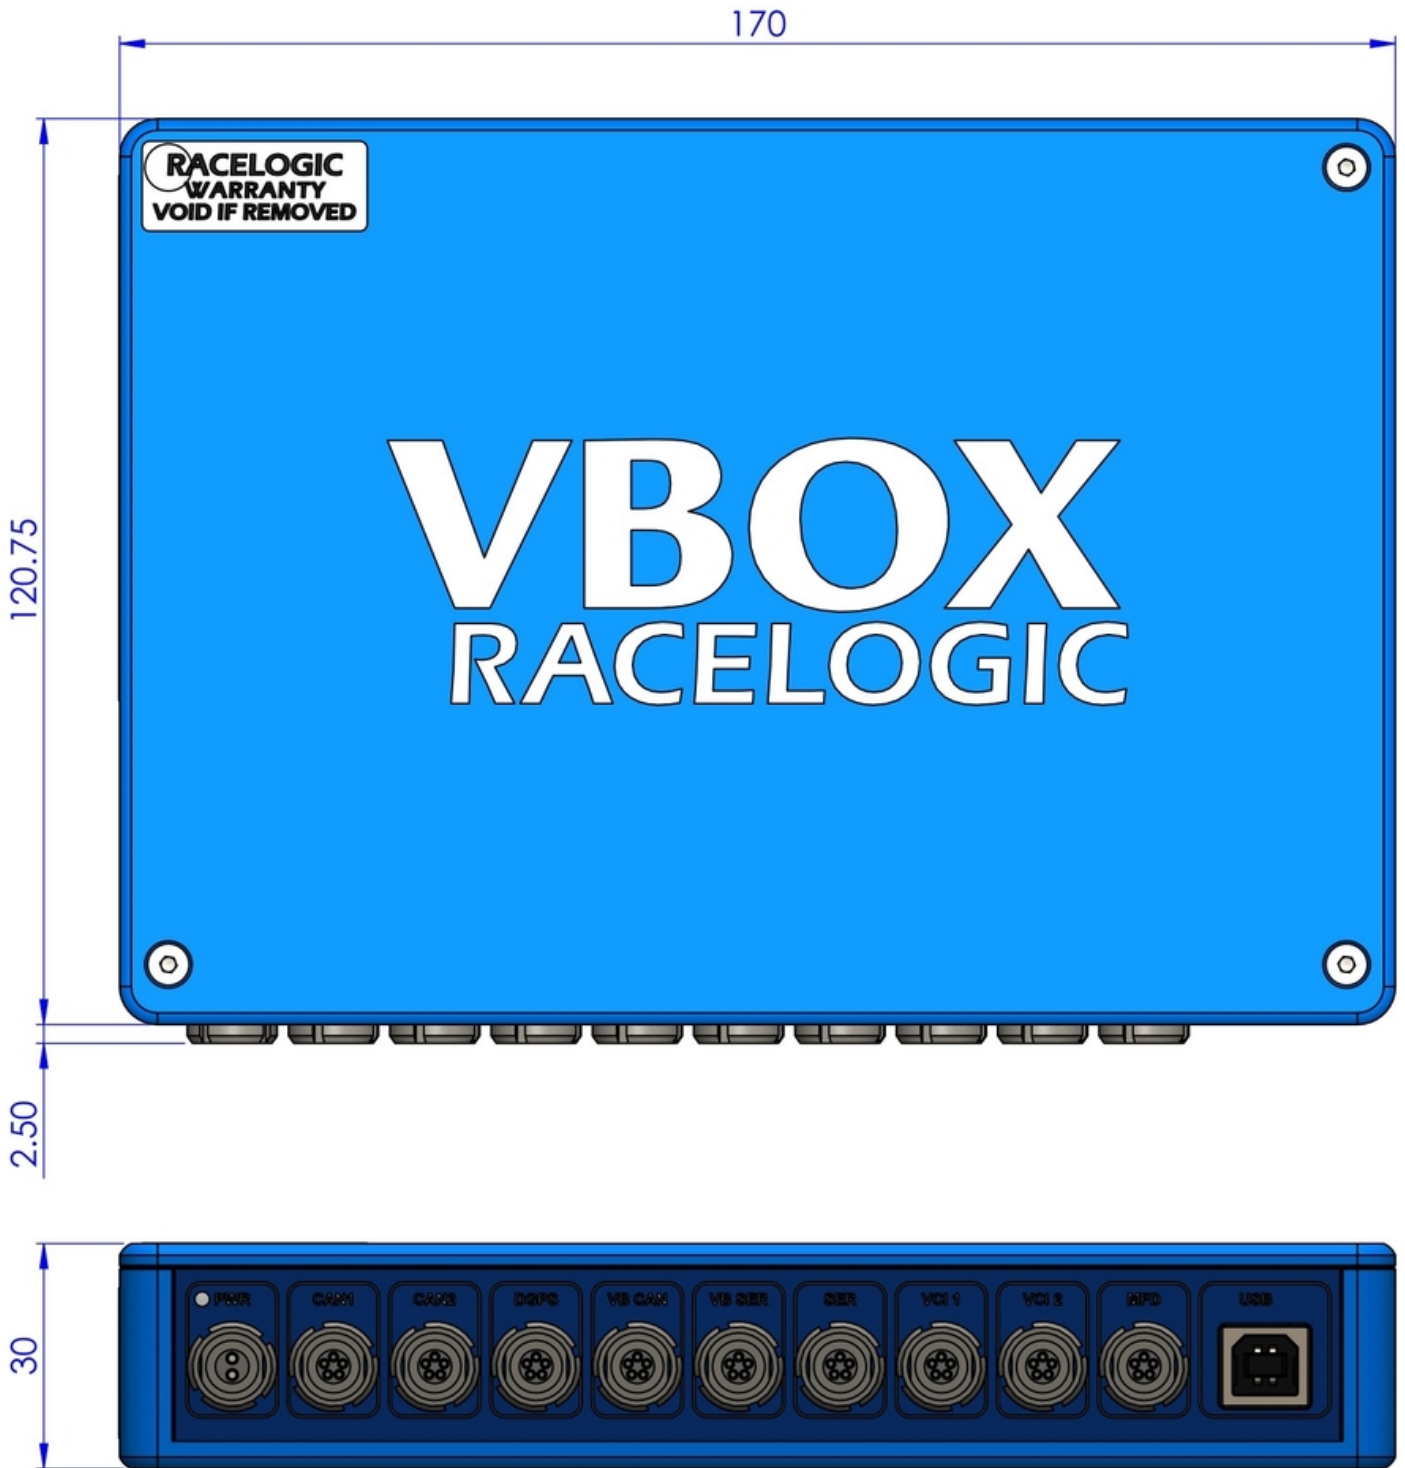 170
RACELOGIC
WARRANTY
VOID IF REMOVED
120.75
VBOX
RACELOGIC
2.50
30
PWR CAN1 CAN2 DGPS VB CAN VB SER SER VCI 1 VCI 2 MFD USB